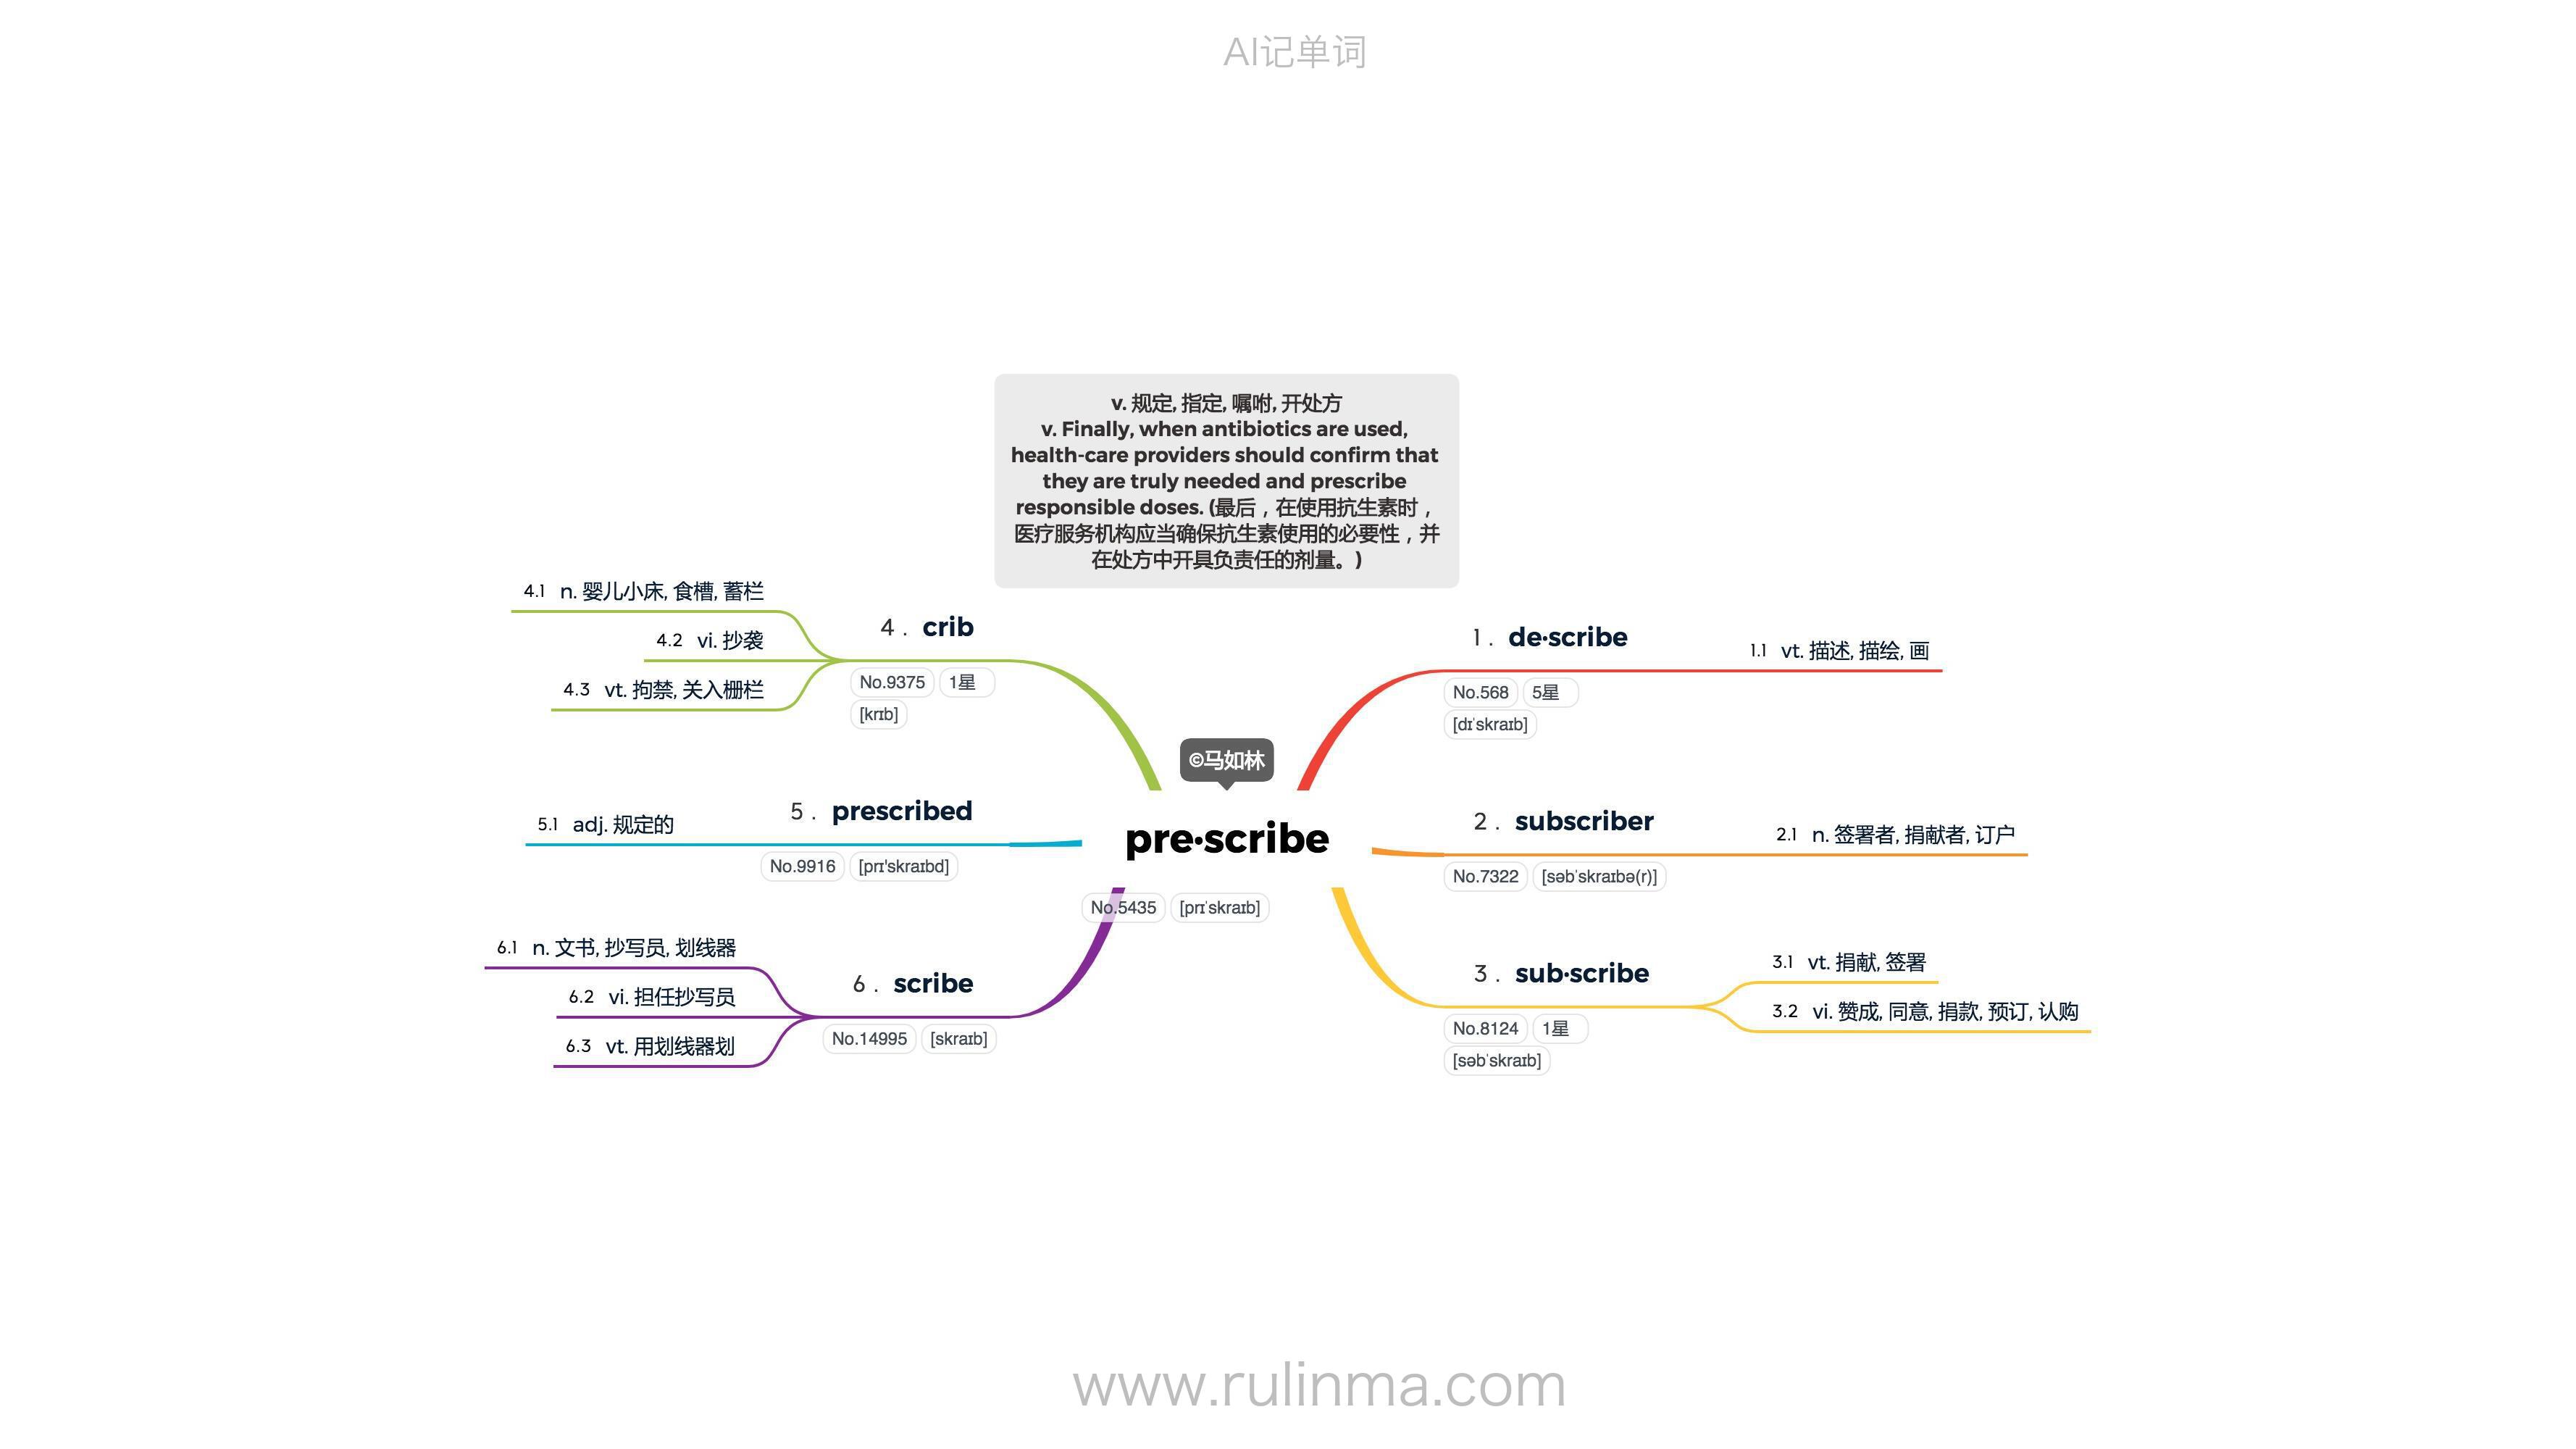 AI记单词
v. 规定, 指定, 嘱咐, 开处方
v. Finally, when antibiotics are used,
health-care providers should confirm that
they are truly needed and prescribe
responsible doses. (最后，在使用抗生素时，
医疗服务机构应当确保抗生素使用的必要性，并
在处方中开具负责任的剂量。)
©马如林
pre·scribe
No.5435 [prɪˈskraɪb]
1. de·scribe
No.568 5星
[dɪˈskraɪb]
1.1 vt. 描述, 描绘, 画
2. subscriber
No.7322 [səbˈskraɪbə(r)]
2.1 n. 签署者, 捐献者, 订户
3. sub·scribe
No.8124 1星
[səbˈskraɪb]
3.1 vt. 捐献, 签署
3.2 vi. 赞成, 同意, 捐款, 预订, 认购
4. crib
No.9375 1星
[krɪb]
4.1 n. 婴儿小床, 食槽, 蓄栏
4.2 vi. 抄袭
4.3 vt. 拘禁, 关入栅栏
5. prescribed
No.9916 [prɪ'skraɪbd]
5.1 adj. 规定的
6. scribe
No.14995 [skraɪb]
6.1 n. 文书, 抄写员, 划线器
6.2 vi. 担任抄写员
6.3 vt. 用划线器划
www.rulinma.com